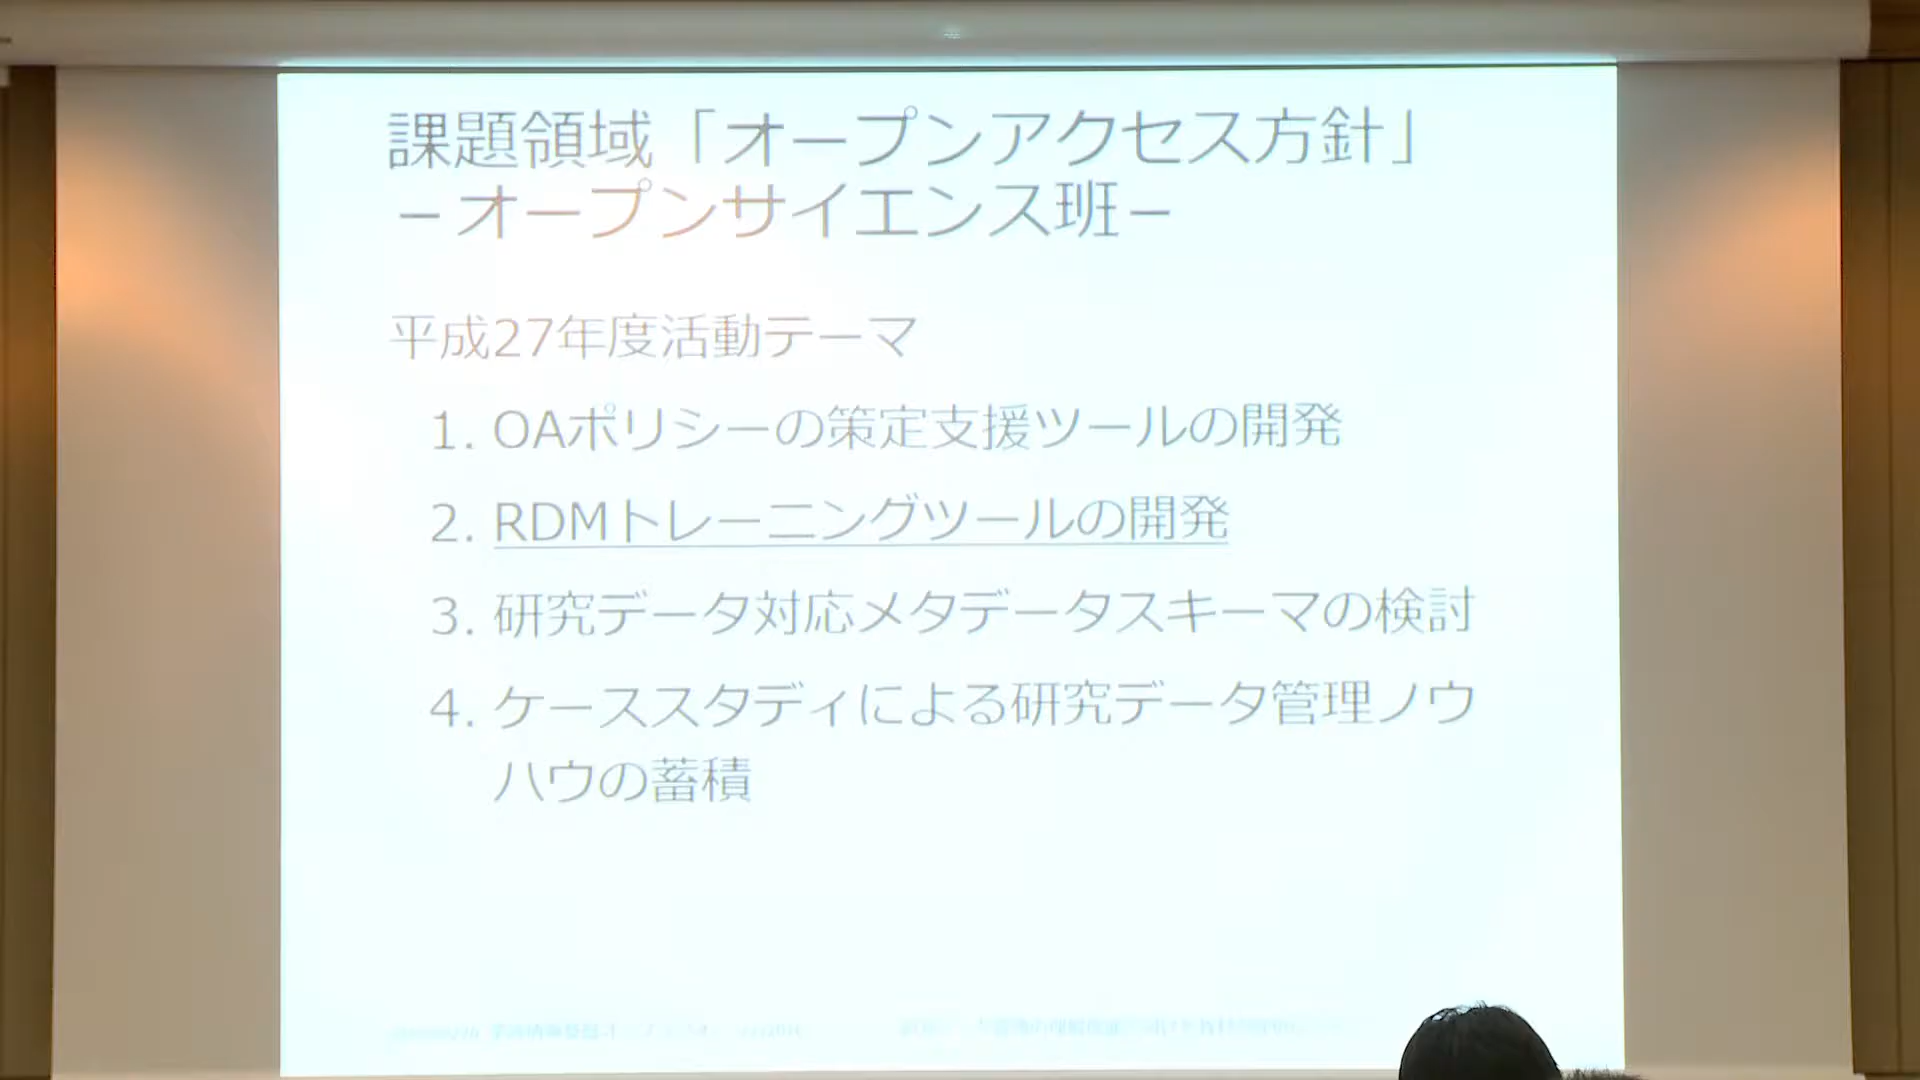 課題領域「オープンアクセス方針」
－オープンサイエンス班－
平成27年度活動テーマ
1. OAポリシーの策定支援ツールの開発
2. RDMトレーニングツールの開発
3. 研究データ対応メタデータスキーマの検討
4. ケーススタディによる研究データ管理ノウ
ハウの蓄積